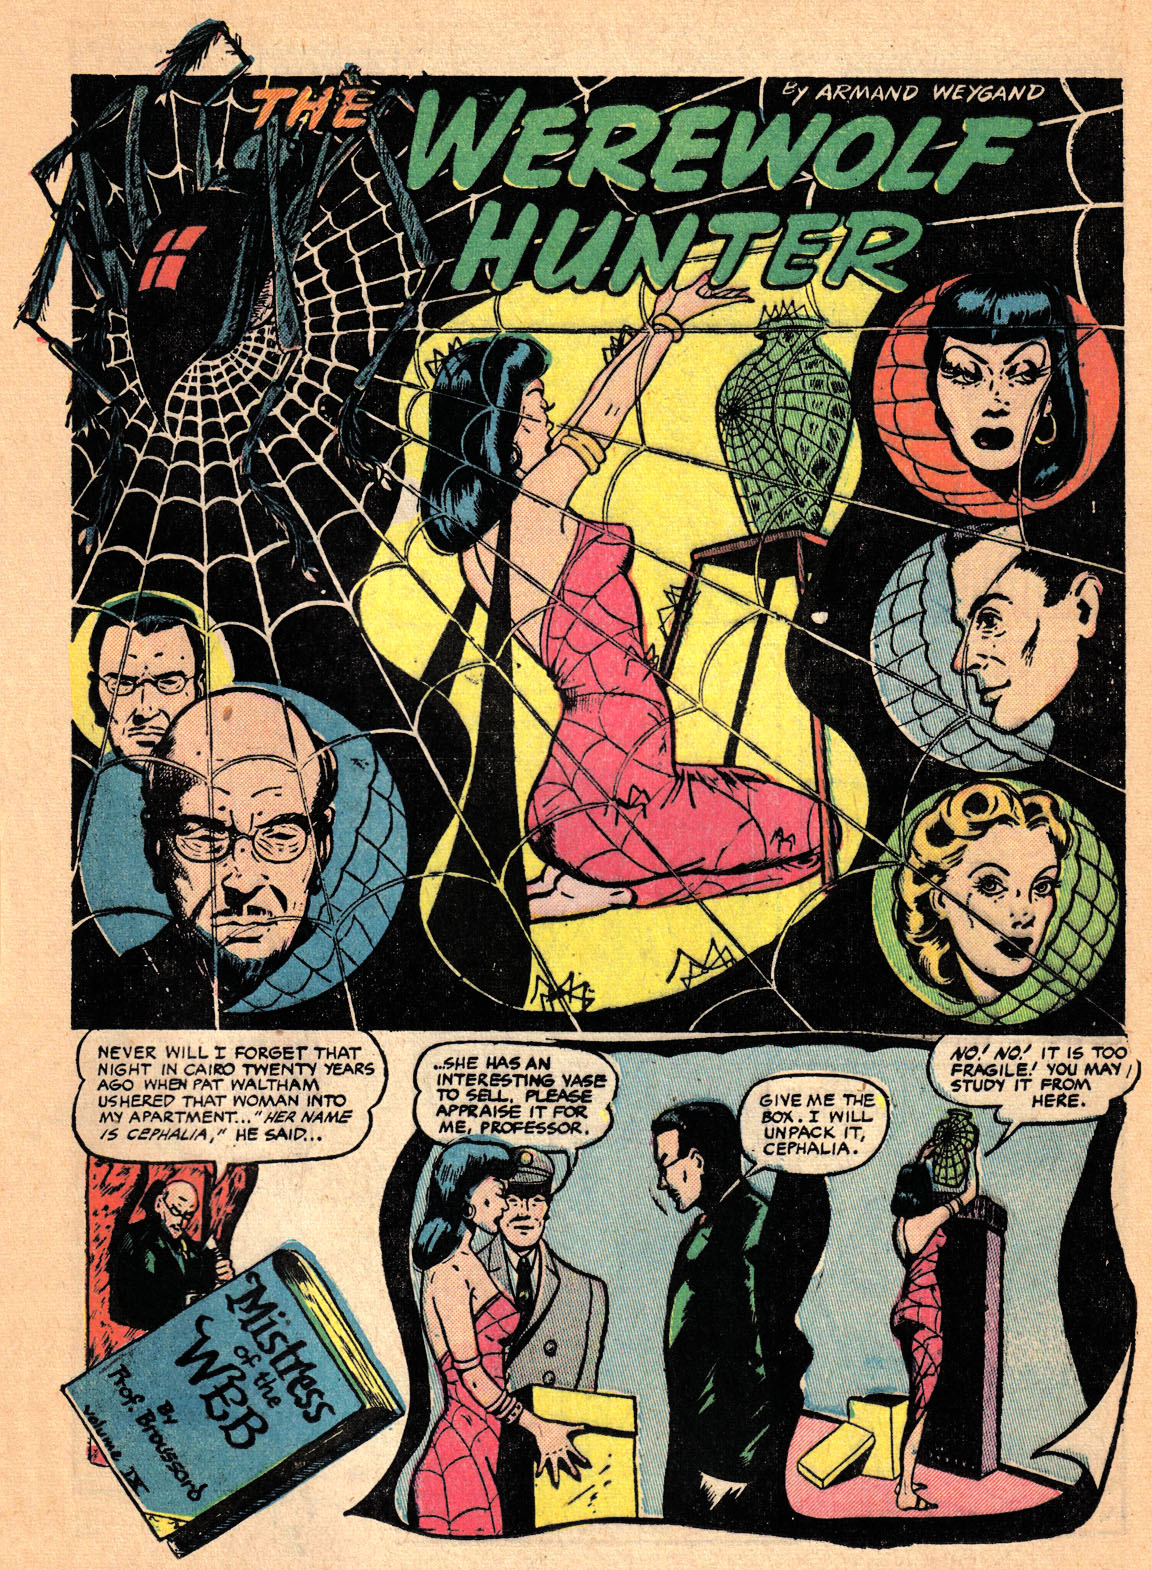 THE
By ARMAND WEYGAND
WEREWOLF
HUNTER
NEVER WILL I FORGET THAT
NIGHT IN CAIRO TWENTY YEARS
AGO WHEN PAT WALTHAM
USHERED THAT WOMAN INTO
MY APARTMENT... "HER NAME
IS CEPHALIA," HE SAID...
...SHE HAS AN
INTERESTING VASE
TO SELL. PLEASE
APPRAISE IT FOR
ME, PROFESSOR.
GIVE ME THE
BOX. I WILL
UNPACK IT,
CEPHALIA.
NO! NO! IT IS TOO
FRAGILE! YOU MAY
STUDY IT FROM
HERE.
Mistress
of the
WEB
By
Prof. Broussard
Volume IX